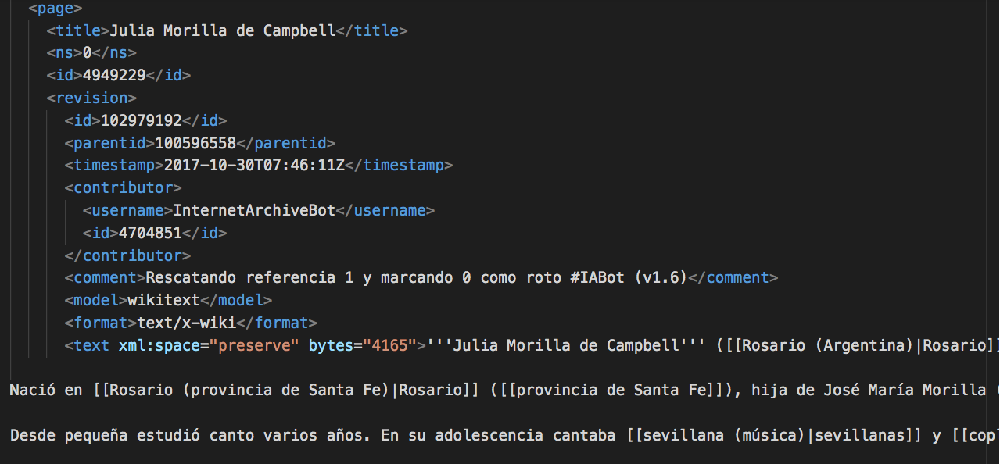 <page>
<title>Julia Morilla de Campbell</title>
<ns>0</ns>
<id>4949229</id>
<revision>
<id>102979192</id>
<parentid>100596558</parentid>
<timestamp>2017-10-30T07:46:11Z</timestamp>
<contributor>
<username>InternetArchiveBot</username>
<id>4704851</id>
</contributor>
<comment>Rescatando referencia 1 y marcando 0 como roto #IABot (v1.6)</comment>
<model>wikitext</model>
<format>text/x-wiki</format>
<text xml:space="preserve" bytes="4165">'''Julia Morilla de Campbell''' ([[Rosario (Argentina)|Rosario]]
Nació en [[Rosario (provincia de Santa Fe)|Rosario]] ([[provincia de Santa Fe]]), hija de José María Morilla (
Desde pequeña estudió canto varios años. En su adolescencia cantaba [[sevillana (música)|sevillanas]] y [[cop